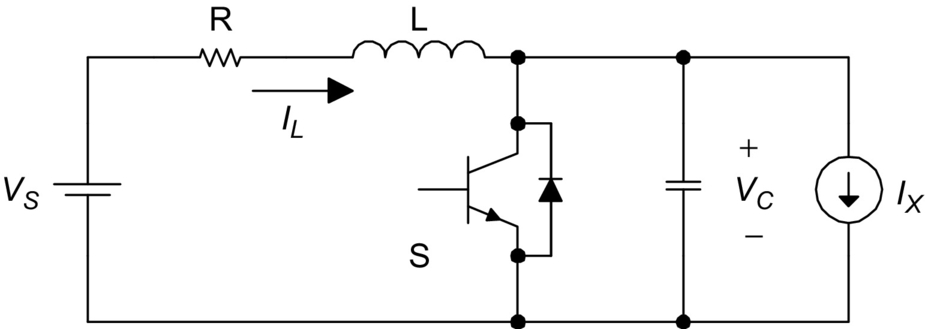 R
L
I_L
V_S
S
+
V_C
−
I_X